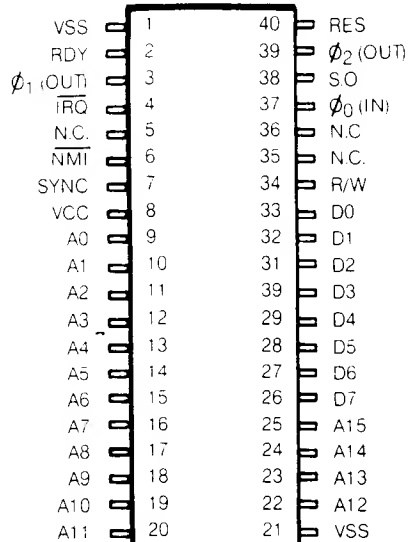 VSS 1 40 RES
RDY 2 39 ϕ2 (OUT)
ϕ1 (OUT) 3 38 S.O
I̅R̅Q̅ 4 37 ϕ0 (IN)
N.C. 5 36 N.C
N̅M̅I̅ 6 35 N.C.
SYNC 7 34 R/W
VCC 8 33 D0
A0 9 32 D1
A1 10 31 D2
A2 11 39 D3
A3 12 29 D4
A4 13 28 D5
A5 14 27 D6
A6 15 26 D7
A7 16 25 A15
A8 17 24 A14
A9 18 23 A13
A10 19 22 A12
A11 20 21 VSS